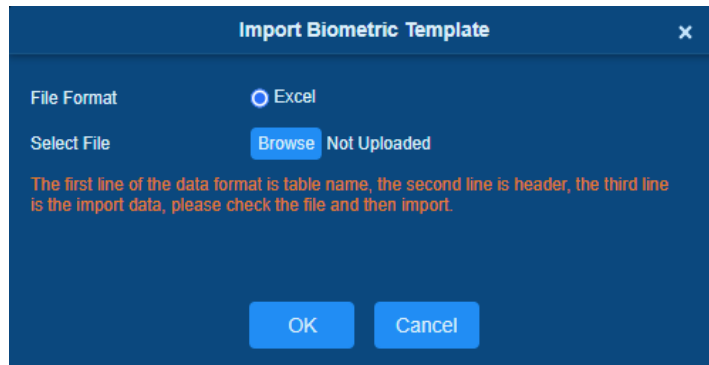 Import Biometric Template
×
File Format Excel
Select File Browse Not Uploaded
The first line of the data format is table name, the second line is header, the third line
is the import data, please check the file and then import.
OK Cancel